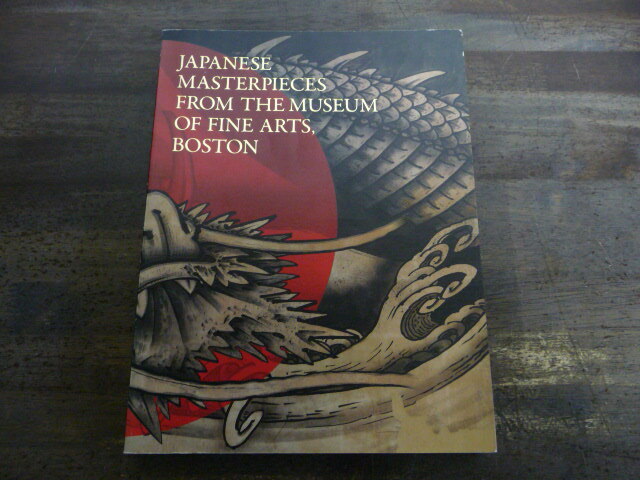 JAPANESE
MASTERPIECES
FROM THE MUSEUM
OF FINE ARTS,
BOSTON